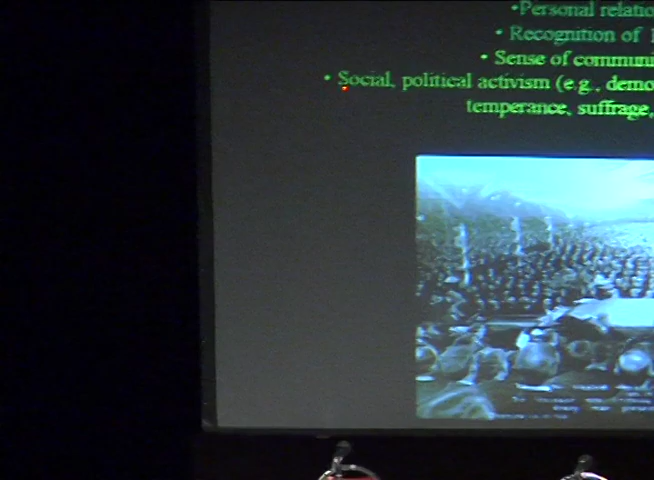 •Personal relatio
• Recognition of
• Sense of communi
• Social, political activism (e.g., demo
temperance, suffrage,